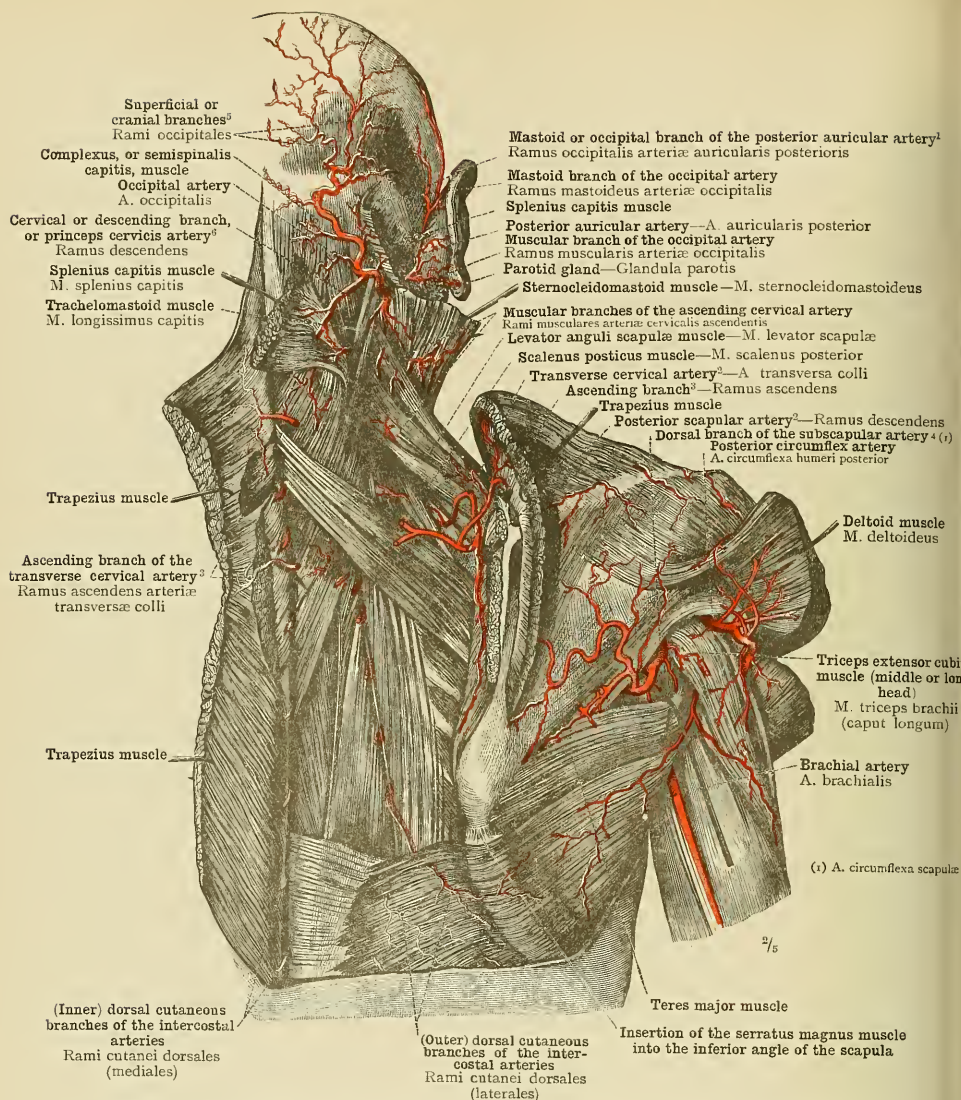 Superficial or
cranial branches⁵
Rami occipitales
Complexus, or semispinalis
capitis, muscle
Occipital artery
A. occipitalis
Cervical or descending branch,
or princeps cervicis artery⁶
Ramus descendens
Splenius capitis muscle
M. splenius capitis
Trachelomastoid muscle
M. longissimus capitis
Trapezius muscle
Ascending branch of the
transverse cervical artery³
Ramus ascendens arteriæ
transversæ colli
Trapezius muscle
(Inner) dorsal cutaneous
branches of the intercostal
arteries
Rami cutanei dorsales
(mediales)
Mastoid or occipital branch of the posterior auricular artery¹
Ramus occipitalis arteriæ auricularis posterioris
Mastoid branch of the occipital artery
Ramus mastoideus arteriæ occipitalis
Splenius capitis muscle
Posterior auricular artery—A. auricularis posterior
Muscular branch of the occipital artery
Ramus muscularis arteriæ occipitalis
Parotid gland—Glandula parotis
Sternocleidomastoid muscle—M. sternocleidomastoideus
Muscular branches of the ascending cervical artery
Rami musculares arteriæ cervicalis ascendentis
Levator anguli scapulæ muscle—M. levator scapulæ
Scalenus posticus muscle—M. scalenus posterior
Transverse cervical artery²—A transversa colli
Ascending branch³—Ramus ascendens
Trapezius muscle
Posterior scapular artery²—Ramus descendens
Dorsal branch of the subscapular artery⁴ (1)
Posterior circumflex artery
A. circumflexa humeri posterior
Deltoid muscle
M. deltoideus
Triceps extensor cubi
muscle (middle or lon
head)
M. triceps brachii
(caput longum)
Brachial artery
A. brachialis
(1) A. circumflexa scapulæ
2/5
Teres major muscle
Insertion of the serratus magnus muscle
into the inferior angle of the scapula
(Outer) dorsal cutaneous
branches of the inter-
costal arteries
Rami cutanei dorsales
(laterales)